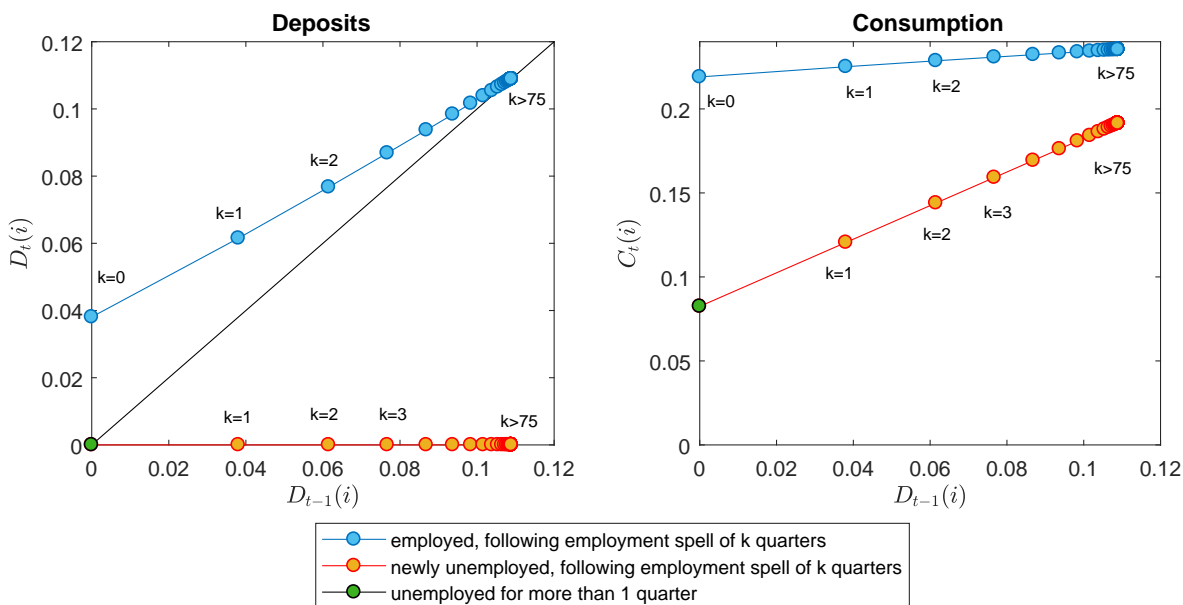 Deposits
0.12
0.1
0.08
0.06
0.04
0.02
0
D_{t−1}(i)
D_t(i)
k=0
k=1
k=2
k>75
k=1
k=2
k=3
k>75
0
0.02
0.04
0.06
0.08
0.1
0.12
Consumption
0.2
0.15
0.1
0.05
0
C_t(i)
k=0
k=1
k=2
k>75
k=1
k=2
k=3
k>75
0
0.02
0.04
0.06
0.08
0.1
0.12
D_{t−1}(i)
employed, following employment spell of k quarters
newly unemployed, following employment spell of k quarters
unemployed for more than 1 quarter